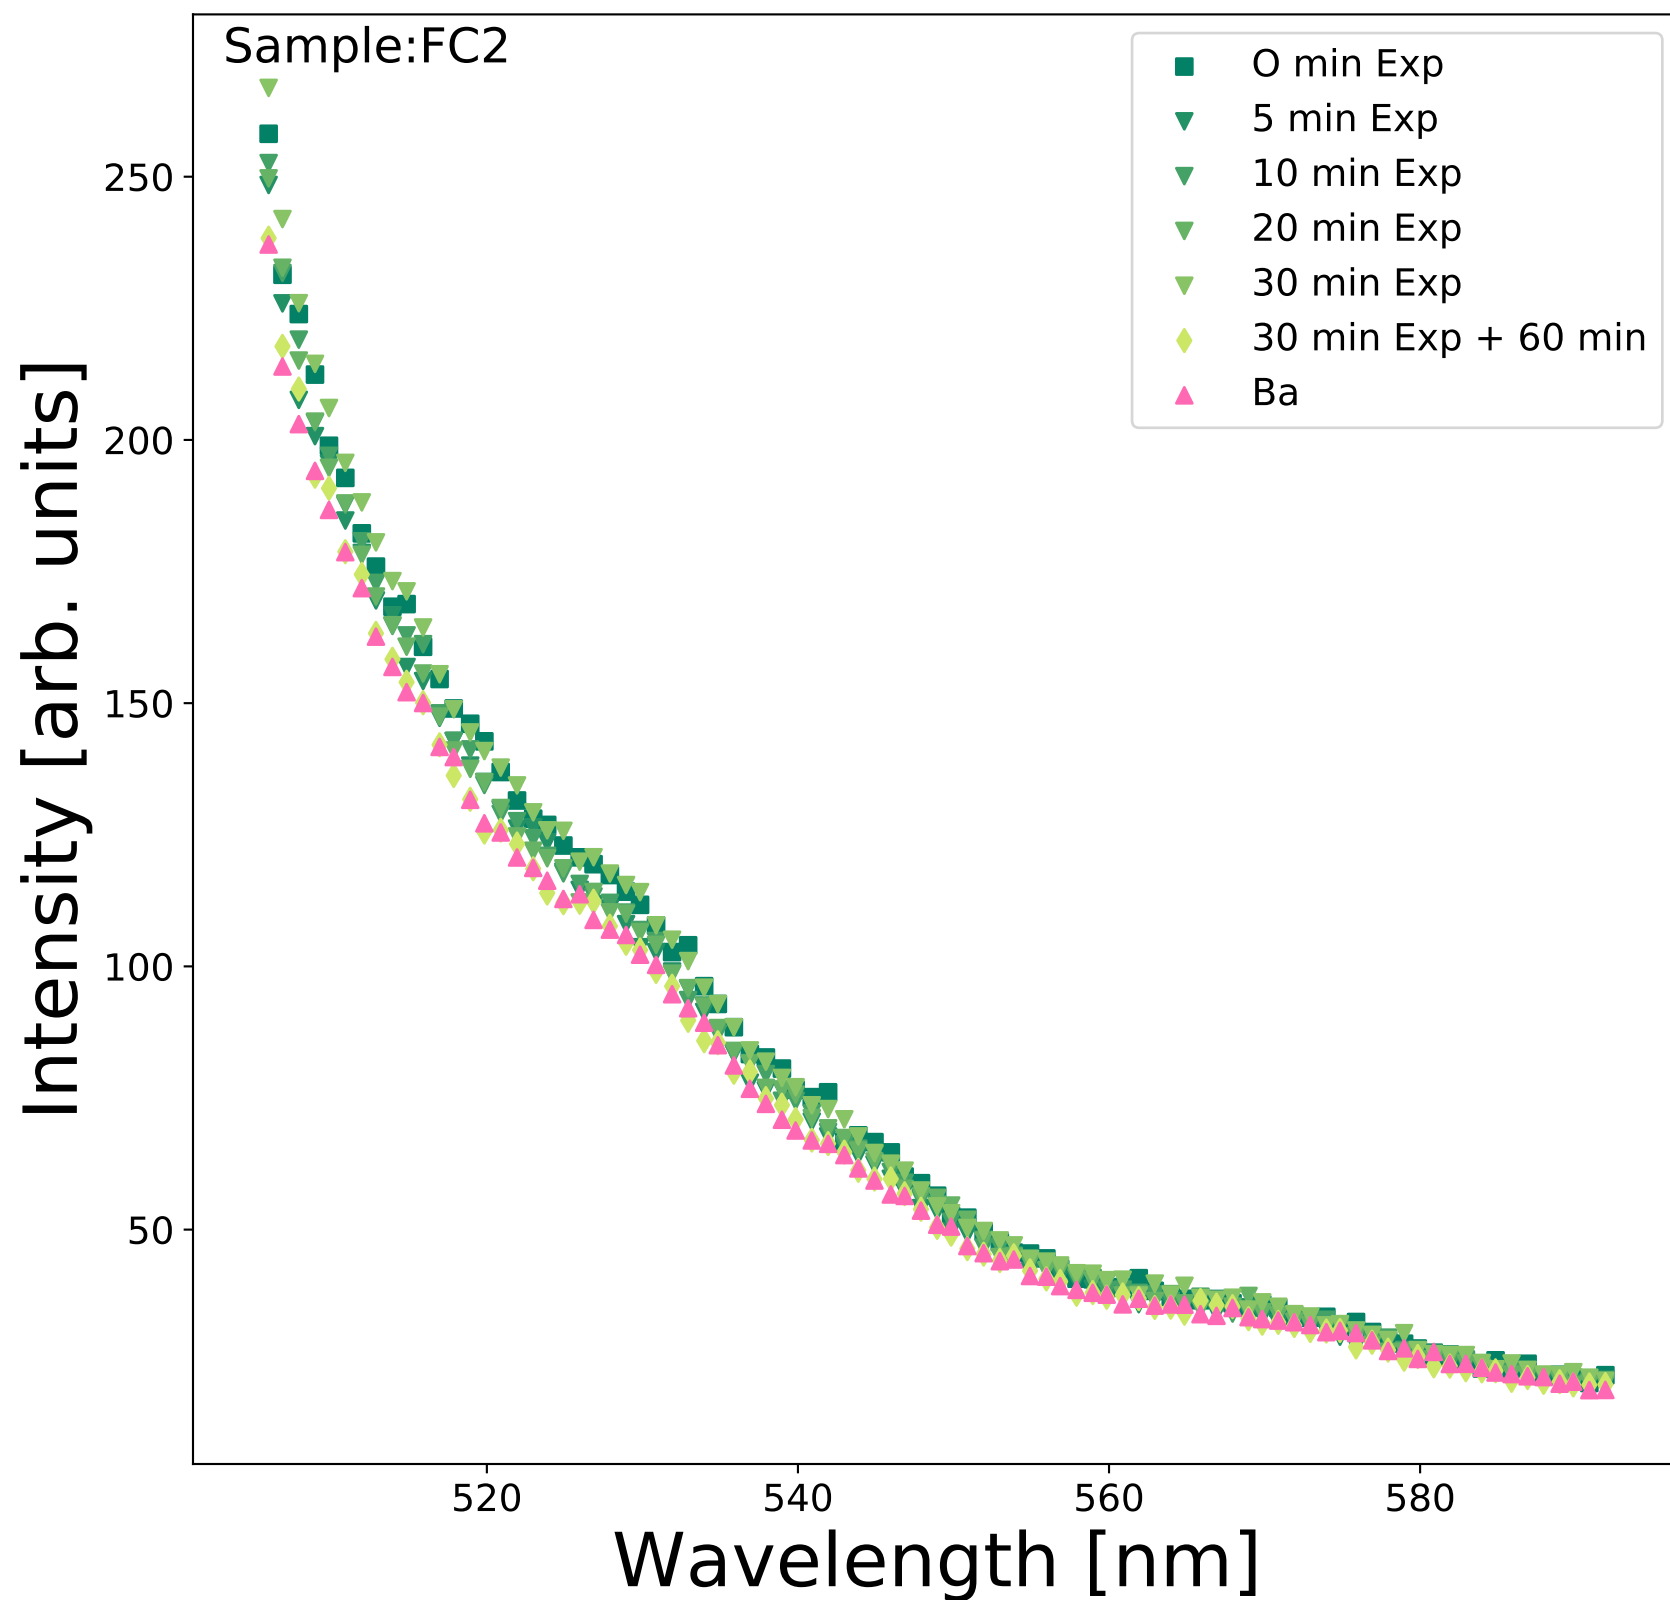 Sample:FC2
O min Exp
5 min Exp
10 min Exp
20 min Exp
30 min Exp
30 min Exp + 60 min
Ba
Intensity [arb. units]
250
200
150
100
50
520 540 560 580
Wavelength [nm]